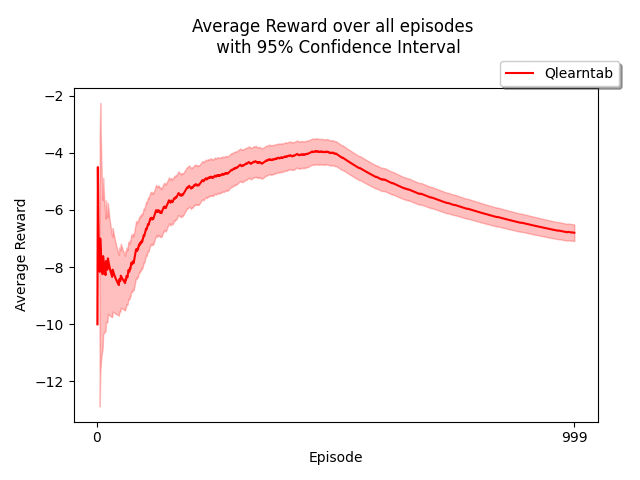 Average Reward over all episodes
with 95% Confidence Interval
Qlearntab
Average Reward
−2
−4
−6
−8
−10
−12
0
999
Episode